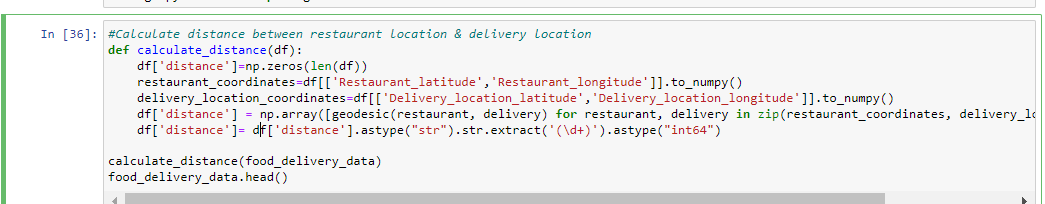 In [36]:
#Calculate distance between restaurant location & delivery location
def calculate_distance(df):
    df['distance']=np.zeros(len(df))
    restaurant_coordinates=df[['Restaurant_latitude','Restaurant_longitude']].to_numpy()
    delivery_location_coordinates=df[['Delivery_location_latitude','Delivery_location_longitude']].to_numpy()
    df['distance'] = np.array([geodesic(restaurant, delivery) for restaurant, delivery in zip(restaurant_coordinates, delivery_lo
    df['distance']= df['distance'].astype("str").str.extract('(\d+)').astype("int64")

calculate_distance(food_delivery_data)
food_delivery_data.head()